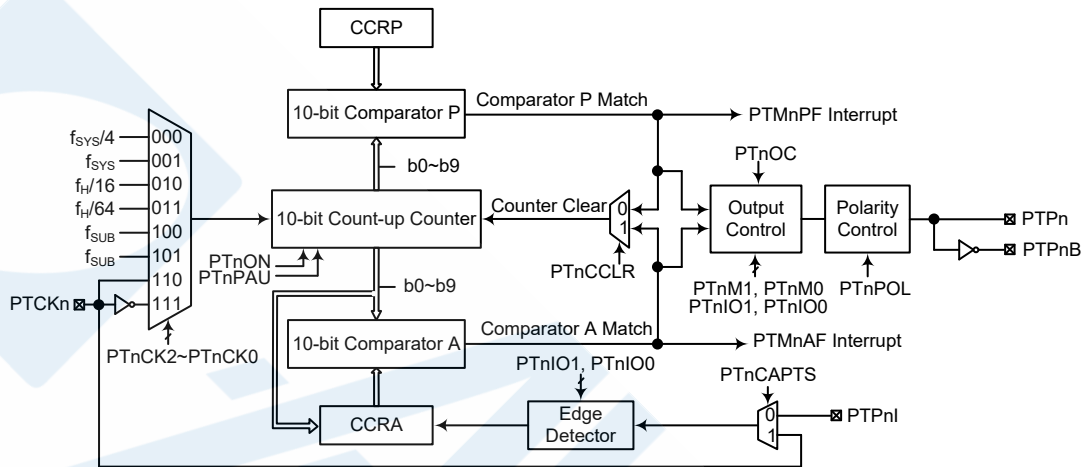 CCRP
10-bit Comparator P
Comparator P Match
PTMnPF Interrupt
b0~b9
PTnOC
fSYS/4
000
fSYS
001
fH/16
010
fH/64
011
fSUB
100
fSUB
101
110
111
PTCKn
PTnCK2~PTnCK0
10-bit Count-up Counter
PTnON
PTnPAU
Counter Clear
0
1
PTnCCLR
Output
Control
Polarity
Control
PTPn
PTPnB
PTnM1, PTnM0
PTnIO1, PTnIO0
PTnPOL
b0~b9
10-bit Comparator A
Comparator A Match
PTMnAF Interrupt
PTnIO1, PTnIO0
PTnCAPTS
CCRA
Edge
Detector
0
1
PTPnI